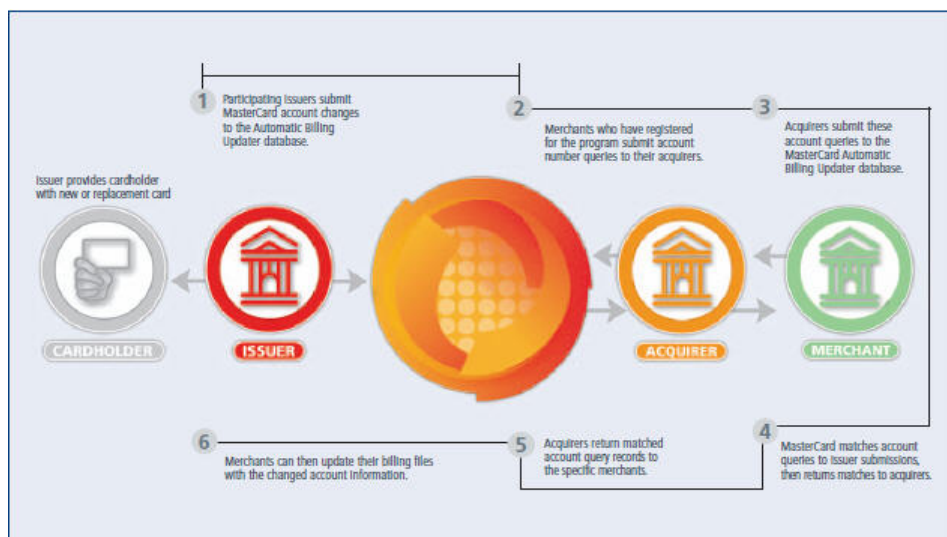 1
Participating issuers submit
MasterCard account changes
to the Automatic Billing
Updater database.
2
Merchants who have registered
for the program submit account
number queries to their acquirers.
3
Acquirers submit these
account queries to the
MasterCard Automatic
Billing Updater database.
Issuer provides cardholder
with new or replacement card
CARDHOLDER
ISSUER
ACQUIRER
MERCHANT
4
MasterCard matches account
queries to issuer submissions,
then returns matches to acquirers.
5
Acquirers return matched
account query records to
the specific merchants.
6
Merchants can then update their billing files
with the changed account information.